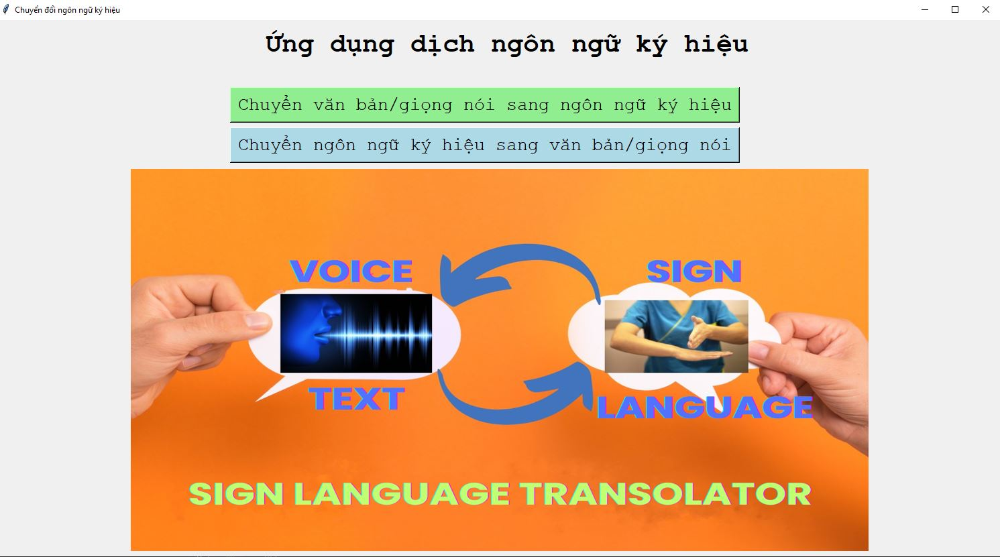 Chuyển đổi ngôn ngữ ký hiệu
Ứng dụng dịch ngôn ngữ ký hiệu
Chuyển văn bản/giọng nói sang ngôn ngữ ký hiệu
Chuyển ngôn ngữ ký hiệu sang văn bản/giọng nói
VOICE
TEXT
SIGN
LANGUAGE
SIGN LANGUAGE TRANSOLATOR